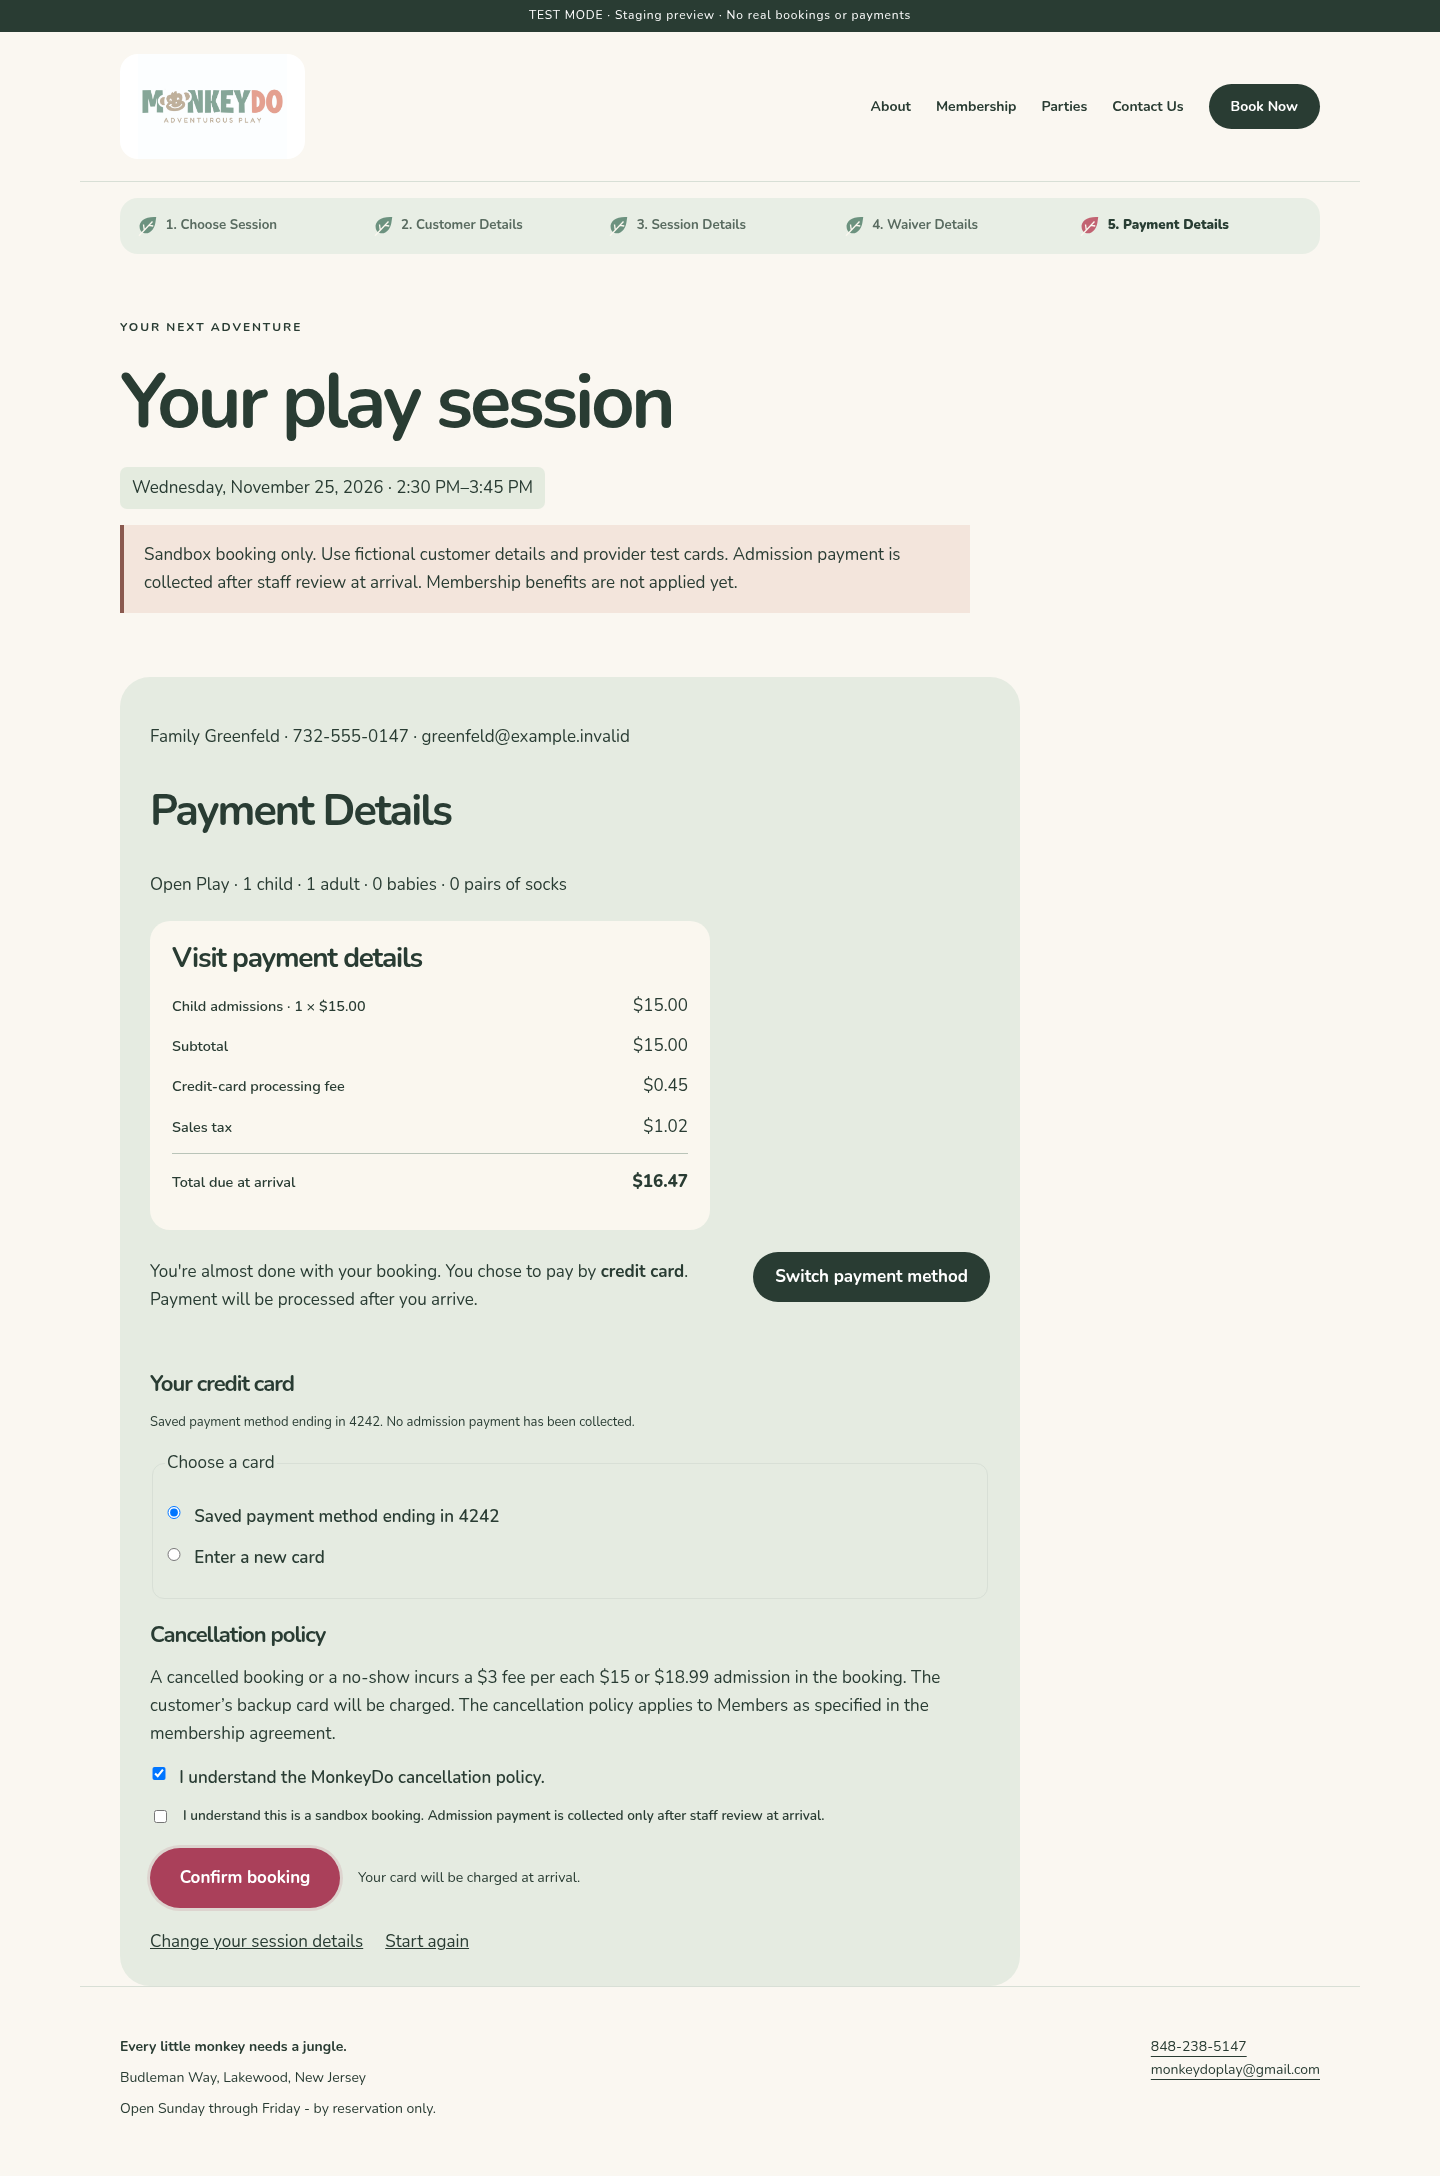 TEST MODE · Staging preview · No real bookings or payments
MONKEYDO
ADVENTUROUS PLAY
About
Membership
Parties
Contact Us
Book Now
1. Choose Session
2. Customer Details
3. Session Details
4. Waiver Details
5. Payment Details
YOUR NEXT ADVENTURE
Your play session
Wednesday, November 25, 2026 · 2:30 PM–3:45 PM
Sandbox booking only. Use fictional customer details and provider test cards. Admission payment is
collected after staff review at arrival. Membership benefits are not applied yet.
Family Greenfeld · 732-555-0147 · greenfeld@example.invalid
Payment Details
Open Play · 1 child · 1 adult · 0 babies · 0 pairs of socks
Visit payment details
Child admissions · 1 × $15.00 $15.00
Subtotal $15.00
Credit-card processing fee $0.45
Sales tax $1.02
Total due at arrival $16.47
You're almost done with your booking. You chose to pay by credit card.
Payment will be processed after you arrive.
Switch payment method
Your credit card
Saved payment method ending in 4242. No admission payment has been collected.
Choose a card
Saved payment method ending in 4242
Enter a new card
Cancellation policy
A cancelled booking or a no-show incurs a $3 fee per each $15 or $18.99 admission in the booking. The
customer’s backup card will be charged. The cancellation policy applies to Members as specified in the
membership agreement.
I understand the MonkeyDo cancellation policy.
I understand this is a sandbox booking. Admission payment is collected only after staff review at arrival.
Confirm booking
Your card will be charged at arrival.
Change your session details
Start again
Every little monkey needs a jungle.
Budleman Way, Lakewood, New Jersey
Open Sunday through Friday - by reservation only.
848-238-5147
monkeydoplay@gmail.com